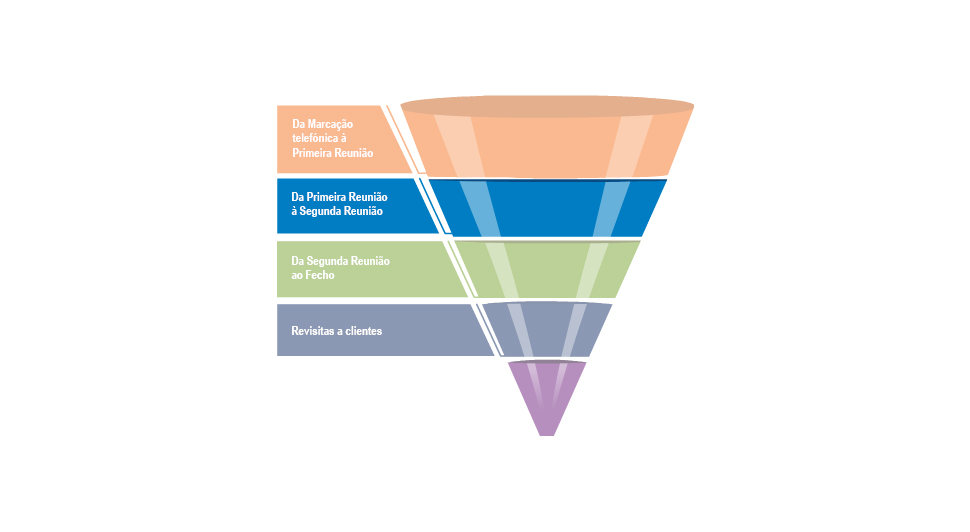 Da Marcação
telefónica à
Primeira Reunião
Da Primeira Reunião
à Segunda Reunião
Da Segunda Reunião
ao Fecho
Revisitas a clientes